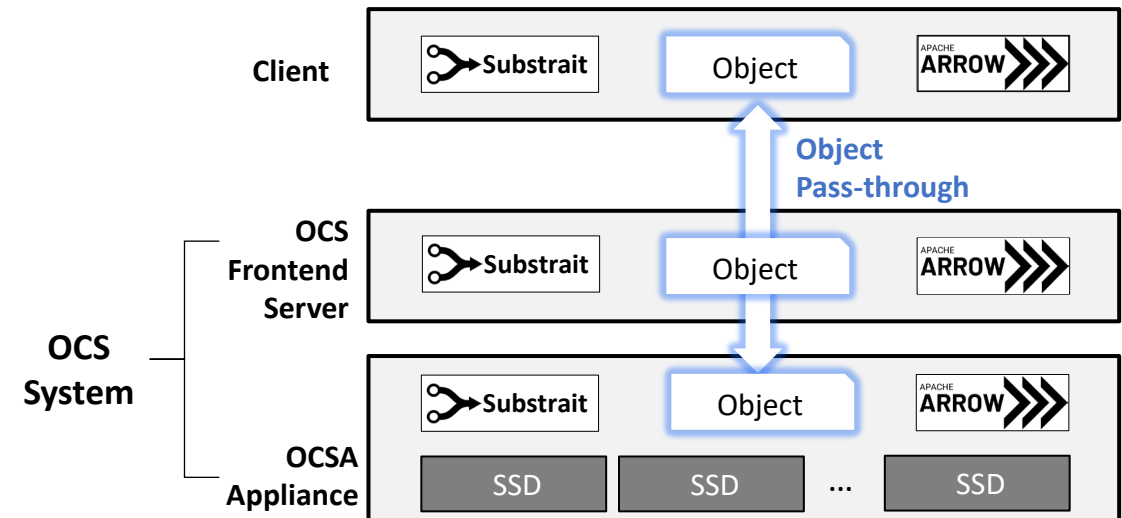 Client
Substrait
Object
APACHE
ARROW
Object
Pass-through
OCS
Frontend
Server
Substrait
Object
APACHE
ARROW
OCS
System
OCSA
Appliance
Substrait
Object
APACHE
ARROW
SSD
SSD
...
SSD